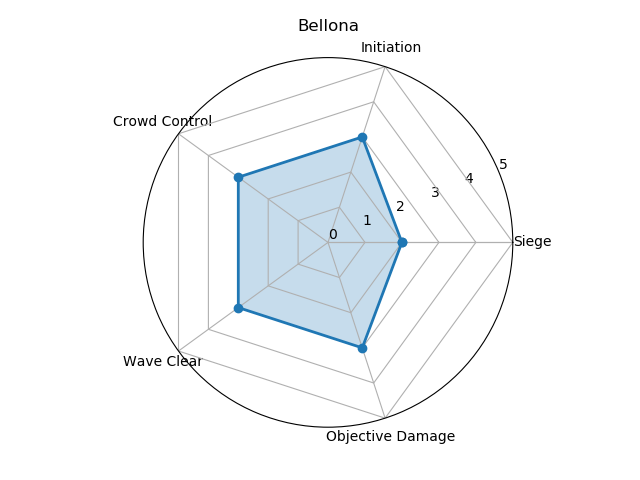 Bellona
Initiation
Crowd Control
5
4
3
2
1
0
Siege
Wave Clear
Objective Damage